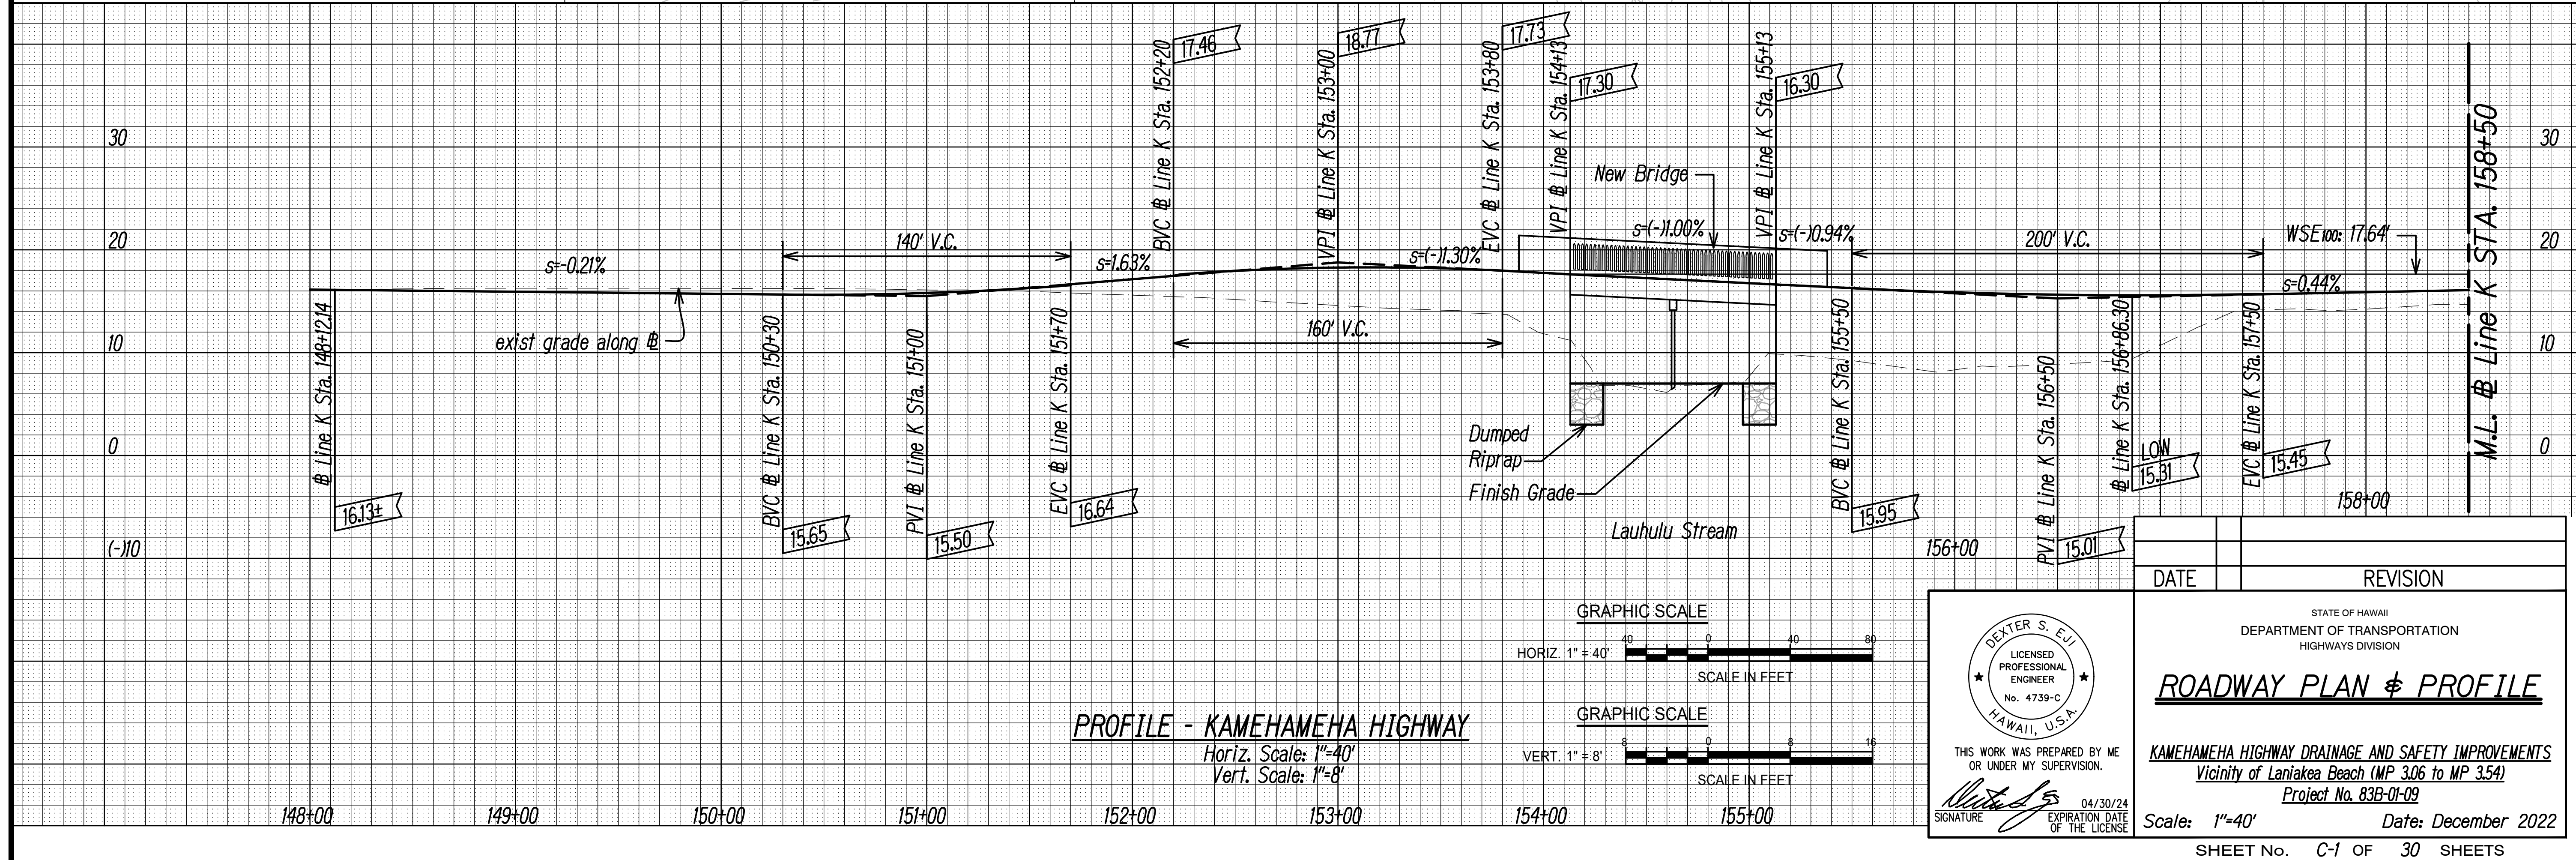 BVC ℄ Line K Sta. 152+20
17.46
VPI ℄ Line K Sta. 153+00
18.77
EVC ℄ Line K Sta. 153+80
17.73
VPI ℄ Line K Sta. 154+13
17.30
VPI ℄ Line K Sta. 155+13
16.30
M.L. ℄ Line K STA. 158+50
30
30
20
20
10
10
0
0
(-)10
New Bridge
s=-0.21%
140' V.C.
s=1.63%
s=(-)1.30%
s=(-)1.00%
s=(-)0.94%
200' V.C.
WSE100: 17.64'
s=0.44%
exist grade along ℄
160' V.C.
℄ Line K Sta. 148+12.14
16.13±
BVC ℄ Line K Sta. 150+30
15.65
PVI ℄ Line K Sta. 151+00
15.50
EVC ℄ Line K Sta. 151+70
16.64
Dumped
Riprap
Finish Grade
Lauhulu Stream
BVC ℄ Line K Sta. 155+50
15.95
PVI ℄ Line K Sta. 156+50
15.01
℄ Line K Sta. 156+86.30
LOW
15.31
EVC ℄ Line K Sta. 157+50
15.45
156+00
158+00
DATE REVISION
GRAPHIC SCALE
40 0 40 80
HORIZ. 1" = 40'
SCALE IN FEET
GRAPHIC SCALE
8 0 8 16
VERT. 1" = 8'
SCALE IN FEET
PROFILE - KAMEHAMEHA HIGHWAY
Horiz. Scale: 1"=40'
Vert. Scale: 1"=8'
148+00 149+00 150+00 151+00 152+00 153+00 154+00 155+00
DEXTER S. EJI
LICENSED
PROFESSIONAL
ENGINEER
No. 4739-C
HAWAII, U.S.A.
THIS WORK WAS PREPARED BY ME
OR UNDER MY SUPERVISION.
04/30/24
SIGNATURE EXPIRATION DATE
OF THE LICENSE
STATE OF HAWAII
DEPARTMENT OF TRANSPORTATION
HIGHWAYS DIVISION
ROADWAY PLAN & PROFILE
KAMEHAMEHA HIGHWAY DRAINAGE AND SAFETY IMPROVEMENTS
Vicinity of Laniakea Beach (MP 3.06 to MP 3.54)
Project No. 83B-01-09
Scale: 1"=40' Date: December 2022
SHEET No. C-1 OF 30 SHEETS